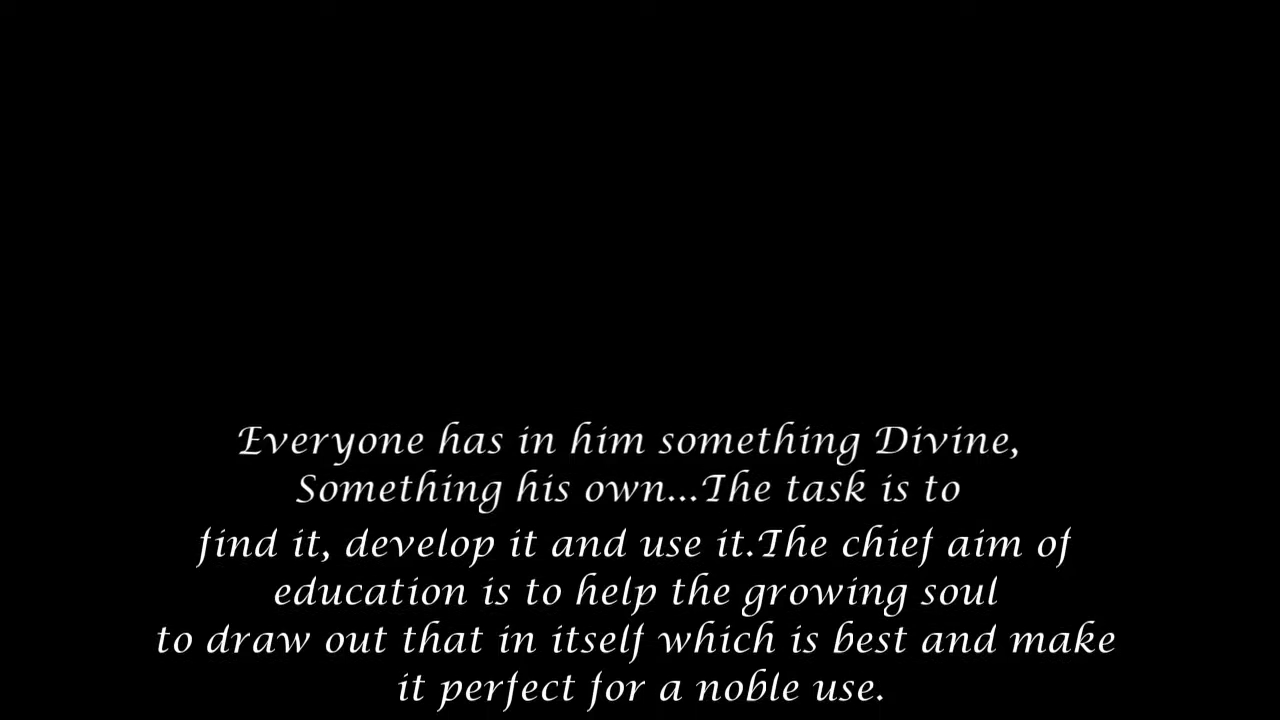 Everyone has in him something Divine,
Something his own...The task is to
find it, develop it and use it.The chief aim of
education is to help the growing soul
to draw out that in itself which is best and make
it perfect for a noble use.